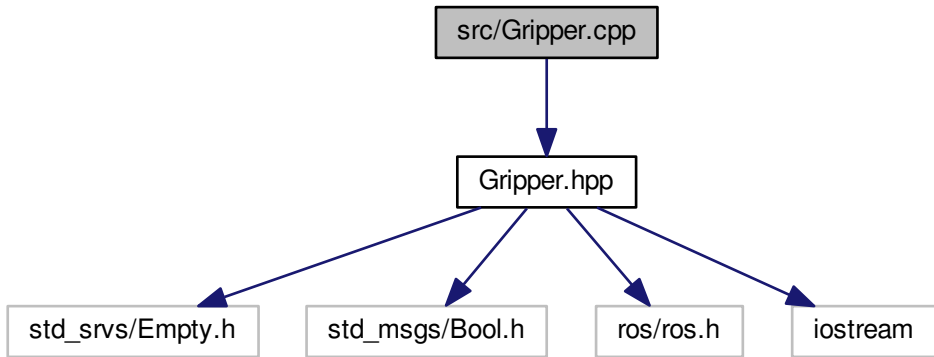 src/Gripper.cpp
Gripper.hpp
std_srvs/Empty.h
std_msgs/Bool.h
ros/ros.h
iostream